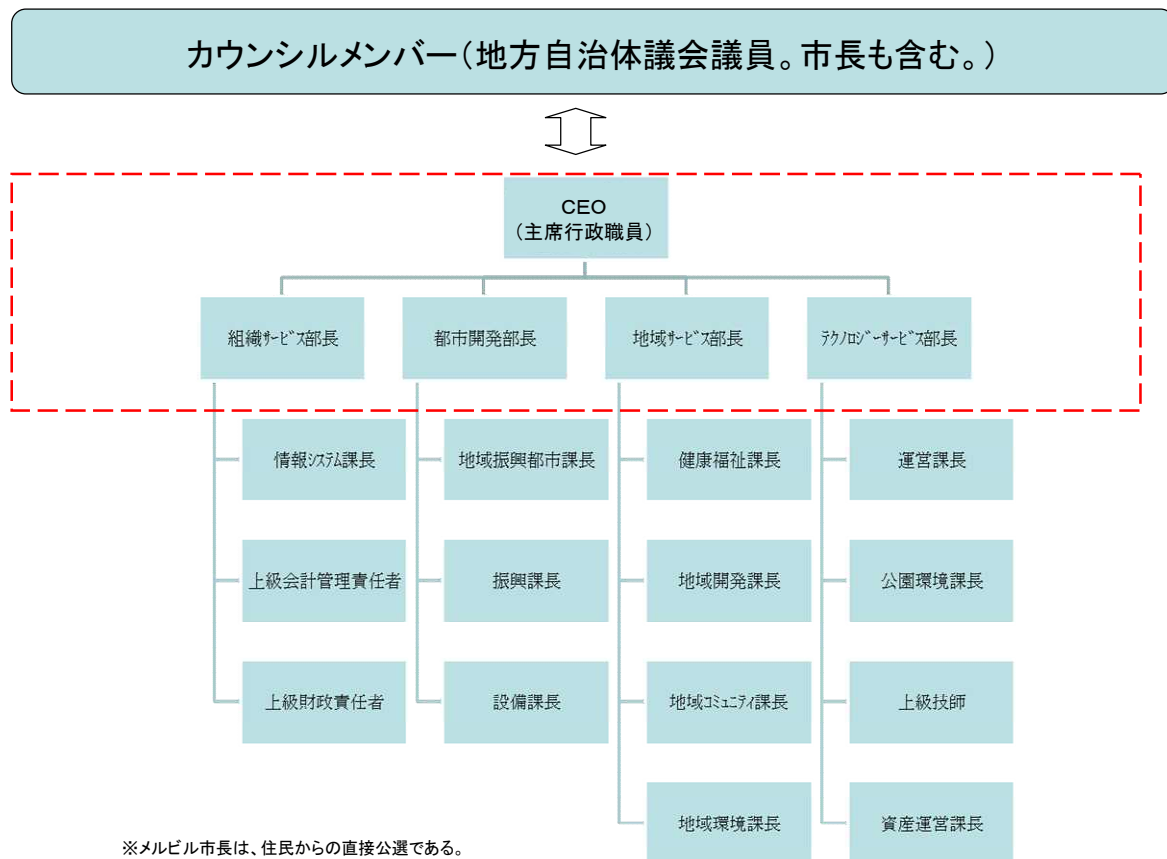 カウンシルメンバー(地方自治体議会議員。市長も含む。)
CEO
(主席行政職員)
組織ｻｰﾋﾞｽ部長
都市開発部長
地域ｻｰﾋﾞｽ部長
ﾃｸﾉﾛｼﾞｰｻｰﾋﾞｽ部長
情報ｼｽﾃﾑ課長
地域振興都市課長
健康福祉課長
運営課長
上級会計管理責任者
振興課長
地域開発課長
公園環境課長
上級財政責任者
設備課長
地域ｺﾐｭﾆﾃｨ課長
上級技師
地域環境課長
資産運営課長
※メルビル市長は、住民からの直接公選である。